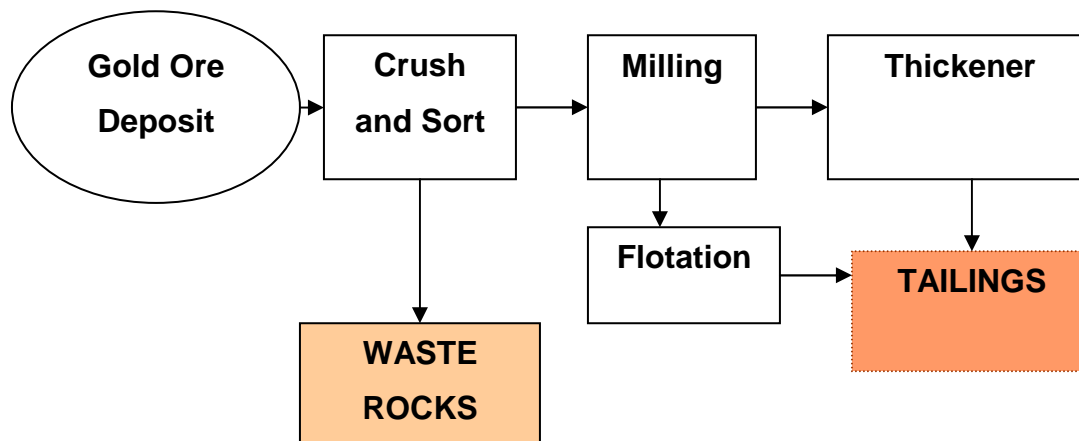 Gold Ore
Deposit
Crush
and Sort
Milling
Thickener
Flotation
TAILINGS
WASTE
ROCKS